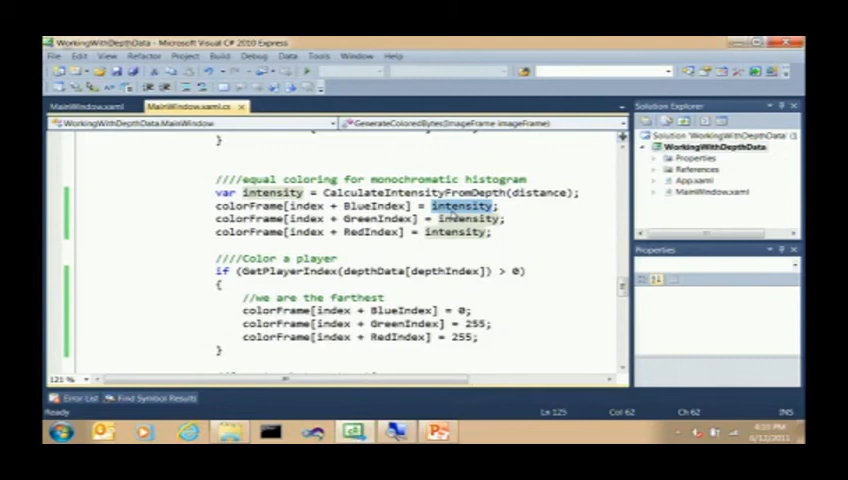 WorkingWithDepthData - Microsoft Visual C# 2010 Express
File Edit View Refactor Project Build Debug Data Tools Window Help
MainWindow.xaml MainWindow.xaml.cs
WorkingWithDepthData.MainWindow GenerateColoredBytes(ImageFrame imageFrame)
}
////equal coloring for monochromatic histogram
var intensity = CalculateIntensityFromDepth(distance);
colorFrame[index + BlueIndex] = intensity;
colorFrame[index + GreenIndex] = intensity;
colorFrame[index + RedIndex] = intensity;
////Color a player
if (GetPlayerIndex(depthData[depthIndex]) > 0)
{
//we are the farthest
colorFrame[index + BlueIndex] = 0;
colorFrame[index + GreenIndex] = 255;
colorFrame[index + RedIndex] = 255;
}
121 %
Solution Explorer
Solution 'WorkingWithDepthData' (1
WorkingWithDepthData
Properties
References
App.xaml
MainWindow.xaml
Properties
Error List Find Symbol Results
Ready Ln 125 Col 62 Ch 62 INS
4:10 PM
6/12/2011